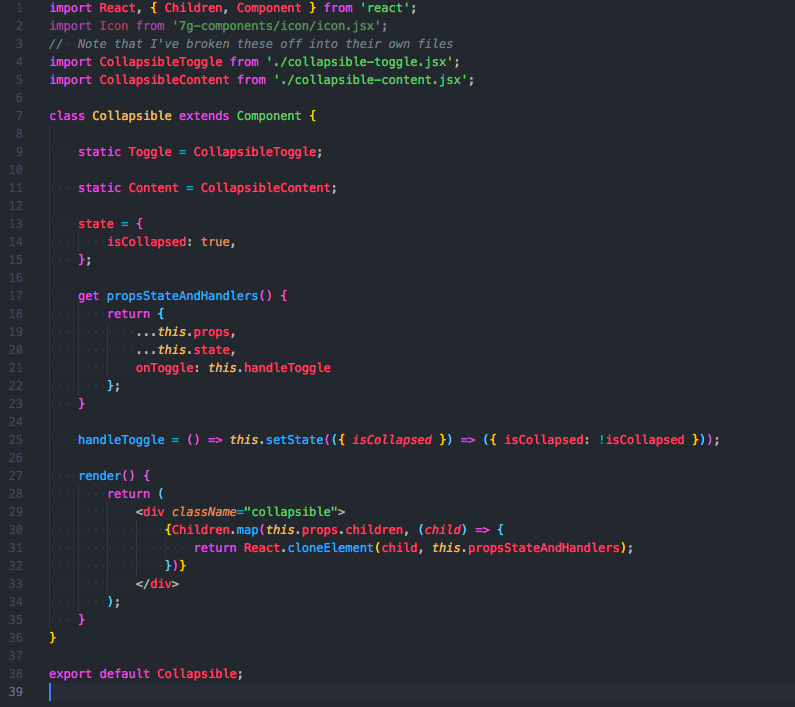 1 import React, { Children, Component } from 'react';
2 import Icon from '7g-components/icon/icon.jsx';
3 //  Note that I've broken these off into their own files
4 import CollapsibleToggle from './collapsible-toggle.jsx';
5 import CollapsibleContent from './collapsible-content.jsx';
6
7 class Collapsible extends Component {
8
9     static Toggle = CollapsibleToggle;
10
11     static Content = CollapsibleContent;
12
13     state = {
14         isCollapsed: true,
15     };
16
17     get propsStateAndHandlers() {
18         return {
19             ...this.props,
20             ...this.state,
21             onToggle: this.handleToggle
22         };
23     }
24
25     handleToggle = () => this.setState(({ isCollapsed }) => ({ isCollapsed: !isCollapsed }));
26
27     render() {
28         return (
29             <div className="collapsible">
30                 {Children.map(this.props.children, (child) => {
31                     return React.cloneElement(child, this.propsStateAndHandlers);
32                 })}
33             </div>
34         );
35     }
36 }
37
38 export default Collapsible;
39